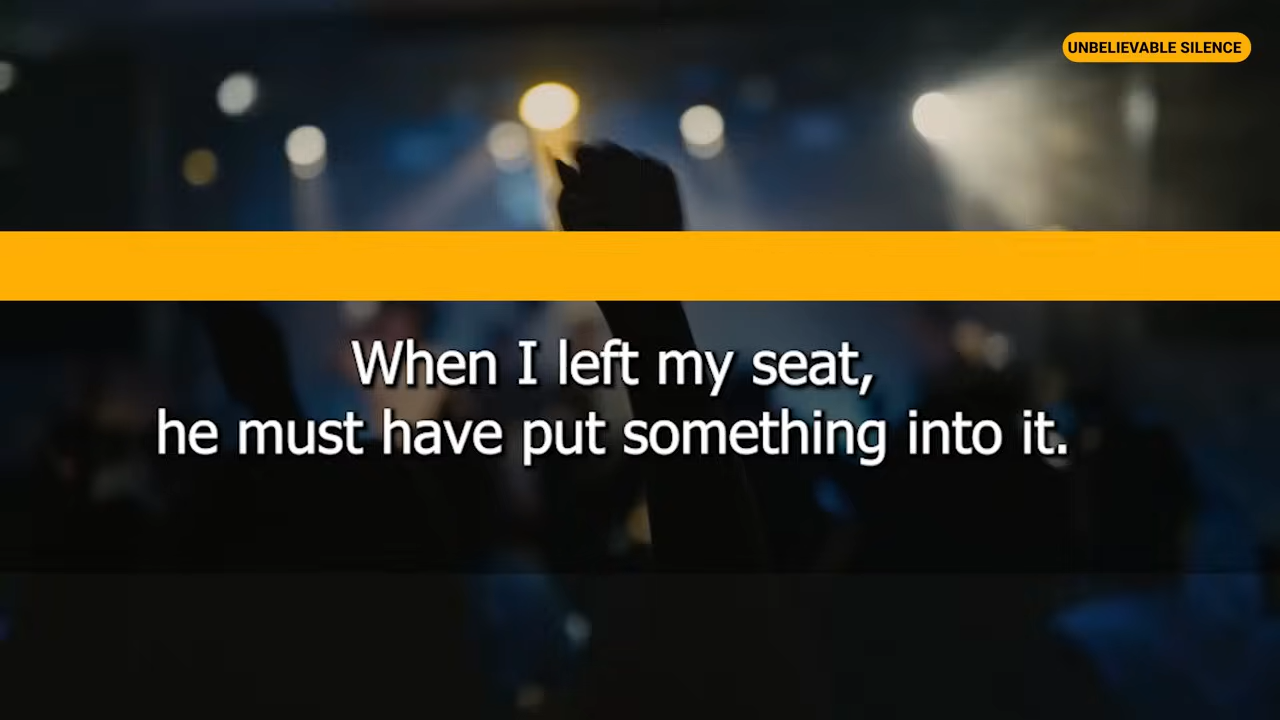 UNBELIEVABLE SILENCE
When I left my seat,
he must have put something into it.